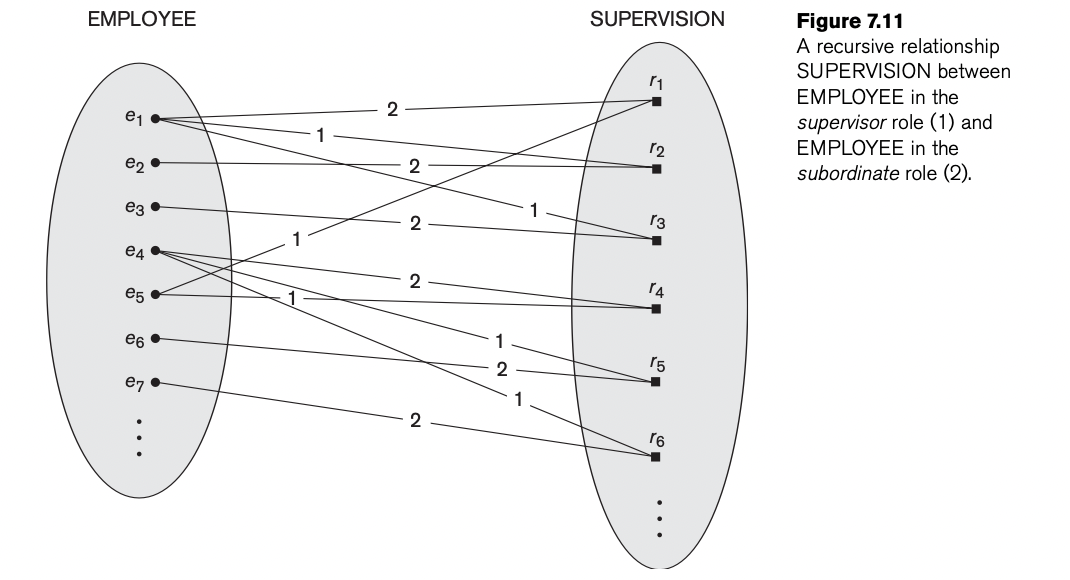 EMPLOYEE
SUPERVISION
e1
e2
e3
e4
e5
e6
e7
2
1
2
1
2
1
2
1
1
2
1
2
r1
r2
r3
r4
r5
r6
Figure 7.11
A recursive relationship
SUPERVISION between
EMPLOYEE in the
supervisor role (1) and
EMPLOYEE in the
subordinate role (2).